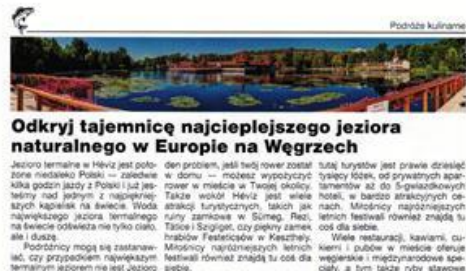 Podróże kulinarne
Odkryj tajemnicę najcieplejszego jeziora
naturalnego w Europie na Węgrzech
Jezioro termalne w Hévíz jest poło-
żone niedaleko Polski — zaledwie
kilka godzin jazdy z Polski i już jes-
teśmy nad jednym z najpiękniej-
szych kąpielisk na świecie. Woda
największego jeziora termalnego
na świecie odświeża nie tylko ciało,
ale i duszę.
Podróżnicy mogą się zastanawi-
ać, czy przypadkiem największym
termalnym jeziorem nie jest Jezioro
den problem, jeśli twój rower został
w domu — możesz wypożyczyć
rower w mieście w Twojej okolicy.
Także wokół Hévíz jest wiele
atrakcji turystycznych, takich jak
ruiny zamkowe w Sümeg, Rezi,
Tátice i Szigliget, czy piękny zamek
hrabiów Festeticsów w Keszthely.
Miłośnicy najróżniejszych letnich
festiwali również znajdą tu coś dla
siebie.
tutaj turystów jest prawie dziesięć
tysięcy łóżek, od prywatnych apar-
tamentów aż do 5-gwiazdkowych
hoteli, w bardzo atrakcyjnych ce-
nach. Miłośnicy najróżniejszych
letnich festiwali również znajdą tu
coś dla siebie.
Wiele restauracji, kawiarni, cu-
kierni i pubów w mieście oferuje
węgierskie i międzynarodowe spe-
cjały, a tym także ryby, stawow